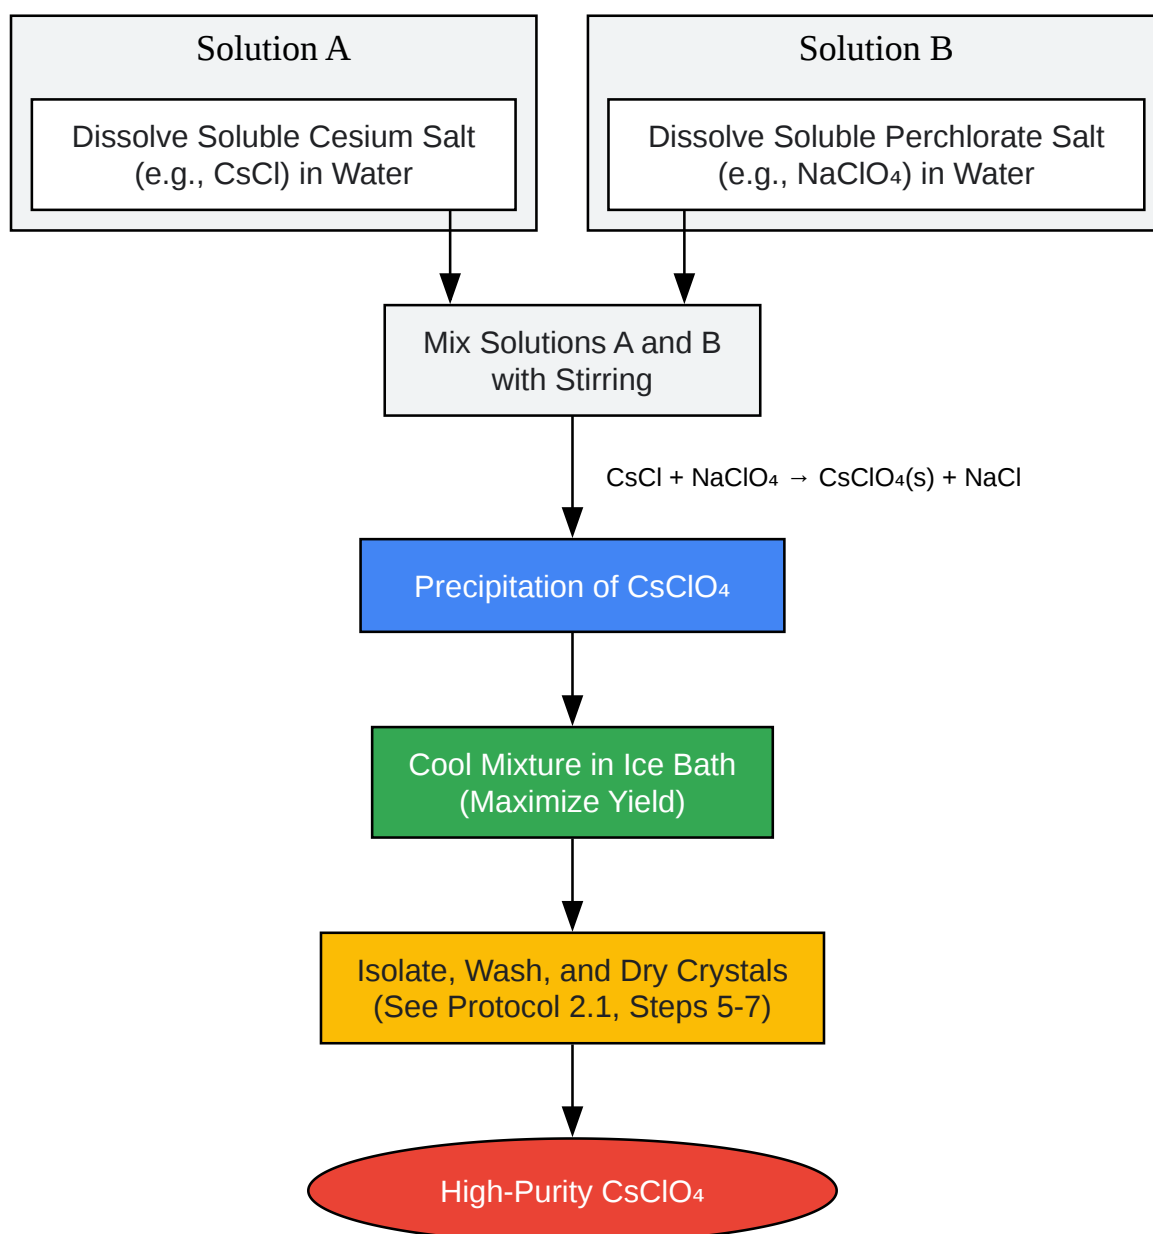 Solution A
Dissolve Soluble Cesium Salt
(e.g., CsCl) in Water
Solution B
Dissolve Soluble Perchlorate Salt
(e.g., NaClO₄) in Water
Mix Solutions A and B
with Stirring
CsCl + NaClO₄ → CsClO₄(s) + NaCl
Precipitation of CsClO₄
Cool Mixture in Ice Bath
(Maximize Yield)
Isolate, Wash, and Dry Crystals
(See Protocol 2.1, Steps 5-7)
High-Purity CsClO₄